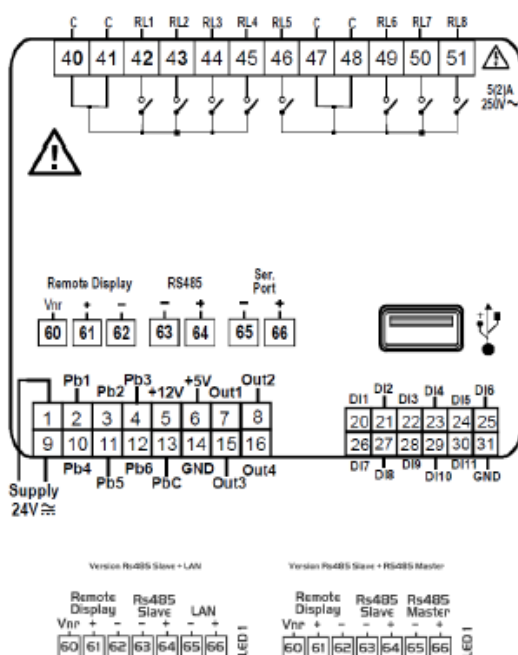 C C RL1 RL2 RL3 RL4 RL5 C C RL6 RL7 RL8
40 41 42 43 44 45 46 47 48 49 50 51
5(2)A
250V~
Remote Display RS485 Ser. Port
Vnr + - - + - +
60 61 62 63 64 65 66
Pb1 Pb2 Pb3 +12V +5V Out1 Out2
1 2 3 4 5 6 7 8
9 10 11 12 13 14 15 16
Pb4 Pb5 Pb6 PbC GND Out3 Out4
Supply
24V ≂
DI1 DI2 DI3 DI4 DI5 DI6
20 21 22 23 24 25
26 27 28 29 30 31
DI7 DI8 DI9 DI10 DI11 GND
Version Rs485 Slave + LAN
Remote Display Rs485 Slave LAN
Vnr + - - + - +
60 61 62 63 64 65 66
LED1
Version Rs485 Slave + RS485 Master
Remote Display Rs485 Slave Rs485 Master
Vnr + - - + - +
60 61 62 63 64 65 66
LED1